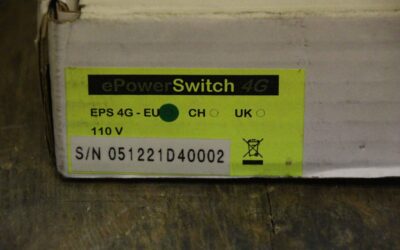 ePowerSwitch 4G
EPS 4G - EU CH UK
110 V
S/N 051221D40002